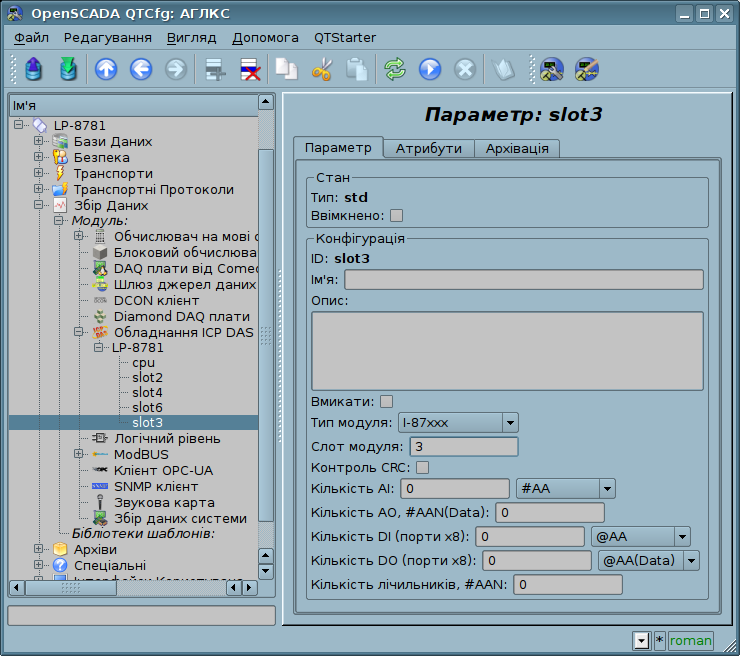 OpenSCADA QTCfg: АГЛКС
Файл Редагування Вигляд Допомога QTStarter
Ім'я
LP-8781
Бази Даних
Безпека
Транспорти
Транспортні Протоколи
Збір Даних
Модуль:
Обчислювач на мові с
Блоковий обчислюва
DAQ плати від Comed
Шлюз джерел даних
DCON клієнт
Diamond DAQ плати
Обладнання ICP DAS
LP-8781
cpu
slot2
slot4
slot6
slot3
Логічний рівень
ModBUS
Клієнт OPC-UA
SNMP клієнт
Звукова карта
Збір даних системи
Бібліотеки шаблонів:
Архіви
Спеціальні
Параметр: slot3
Параметр Атрибути Архівація
Стан
Тип: std
Ввімкнено:
Конфігурація
ID: slot3
Ім'я:
Опис:
Вмикати:
Тип модуля: I-87xxx
Слот модуля: 3
Контроль CRC:
Кількість AI: 0 #AA
Кількість AO, #AAN(Data): 0
Кількість DI (порти x8): 0 @AA
Кількість DO (порти x8): 0 @AA(Data)
Кількість лічильників, #AAN: 0
* roman